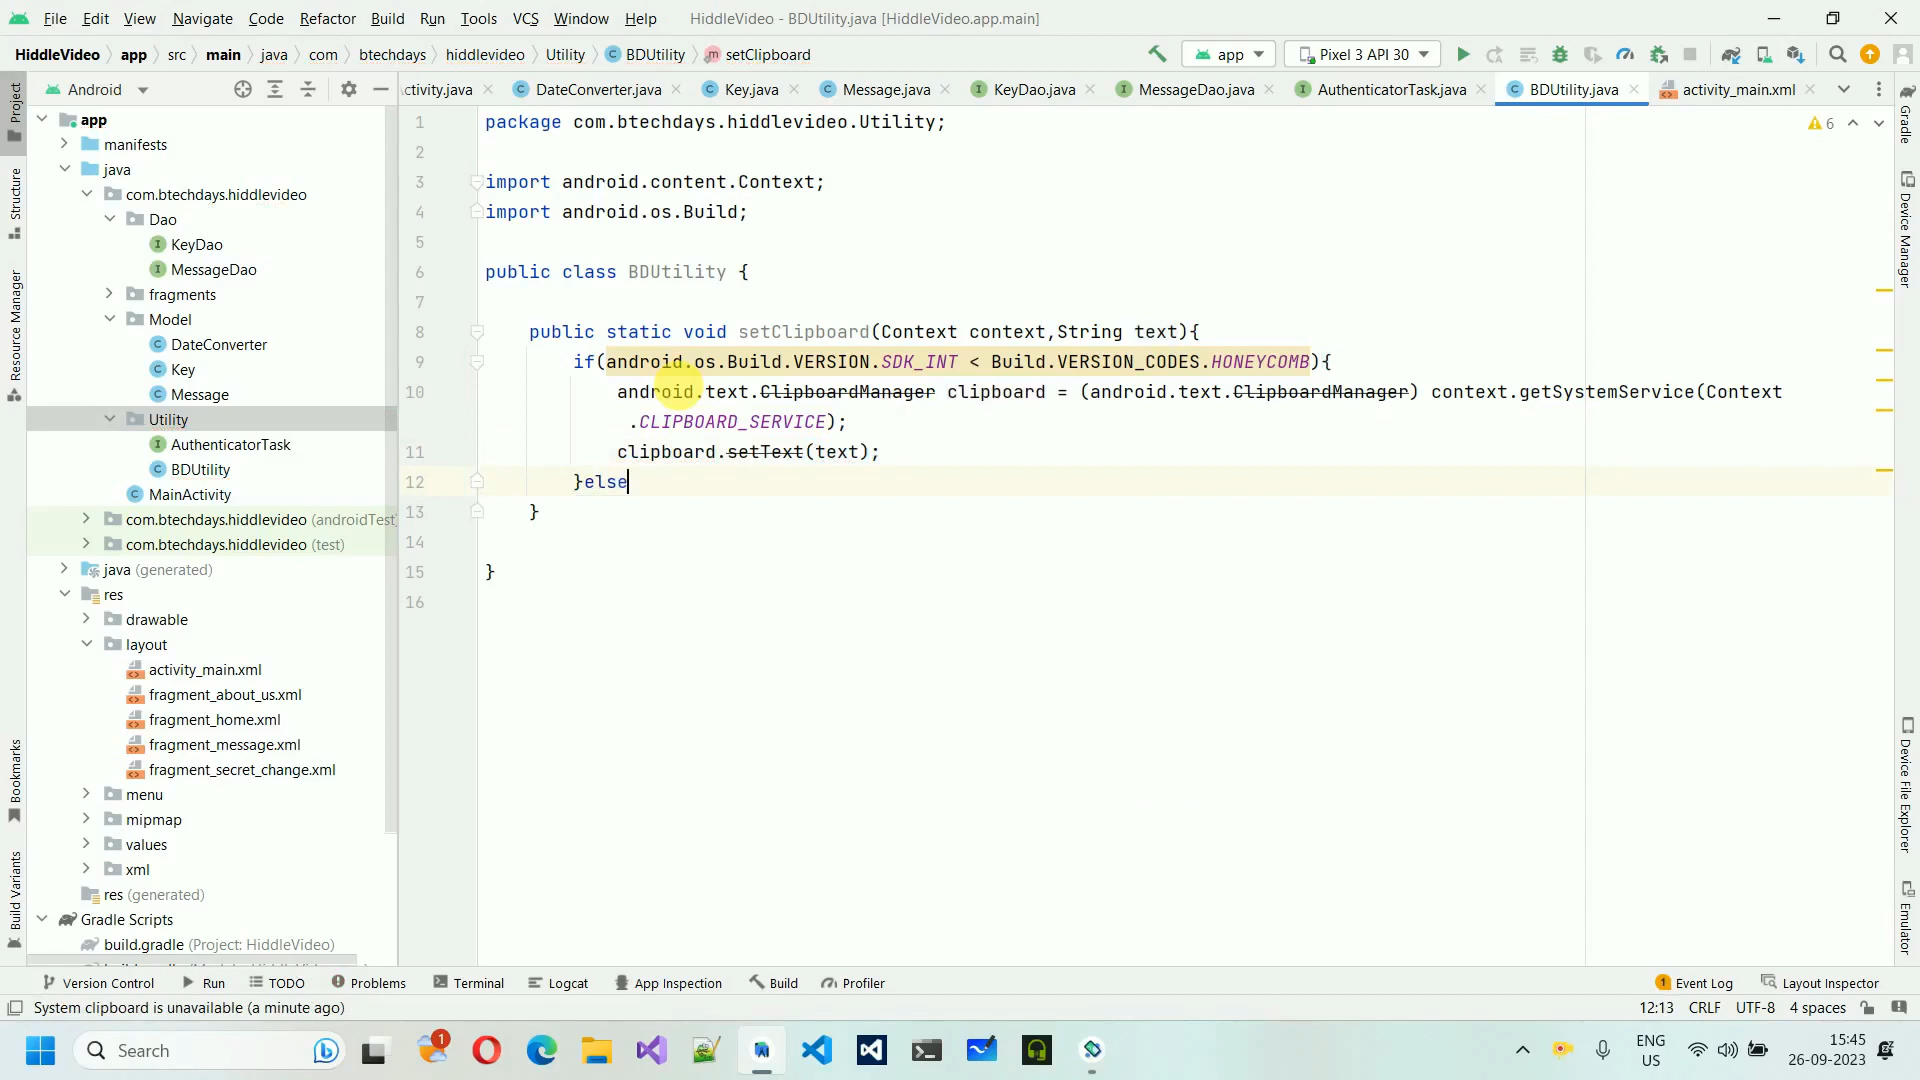 File Edit View Navigate Code Refactor Build Run Tools VCS Window Help HiddleVideo - BDUtility.java [HiddleVideo.app.main]
HiddleVideo app src main java com btechdays hiddlevideo Utility BDUtility setClipboard app Pixel 3 API 30
Project Android ctivity.java DateConverter.java Key.java Message.java KeyDao.java MessageDao.java AuthenticatorTask.java BDUtility.java activity_main.xml
Gradle
Device Manager
Device File Explorer
Emulator
Structure
Resource Manager
Bookmarks
Build Variants
app
manifests
java
com.btechdays.hiddlevideo
Dao
KeyDao
MessageDao
fragments
Model
DateConverter
Key
Message
Utility
AuthenticatorTask
BDUtility
MainActivity
com.btechdays.hiddlevideo (androidTest)
com.btechdays.hiddlevideo (test)
java (generated)
res
drawable
layout
activity_main.xml
fragment_about_us.xml
fragment_home.xml
fragment_message.xml
fragment_secret_change.xml
menu
mipmap
values
xml
res (generated)
Gradle Scripts
build.gradle (Project: HiddleVideo)
6
1 package com.btechdays.hiddlevideo.Utility;
2
3 import android.content.Context;
4 import android.os.Build;
5
6 public class BDUtility {
7
8 public static void setClipboard(Context context,String text){
9 if(android.os.Build.VERSION.SDK_INT < Build.VERSION_CODES.HONEYCOMB){
10 android.text.ClipboardManager clipboard = (android.text.ClipboardManager) context.getSystemService(Context
.CLIPBOARD_SERVICE);
11 clipboard.setText(text);
12 }else
13 }
14
15 }
16
Version Control Run TODO Problems Terminal Logcat App Inspection Build Profiler 1 Event Log Layout Inspector
System clipboard is unavailable (a minute ago) 12:13 CRLF UTF-8 4 spaces
Search 1 ENG 15:45
US 26-09-2023